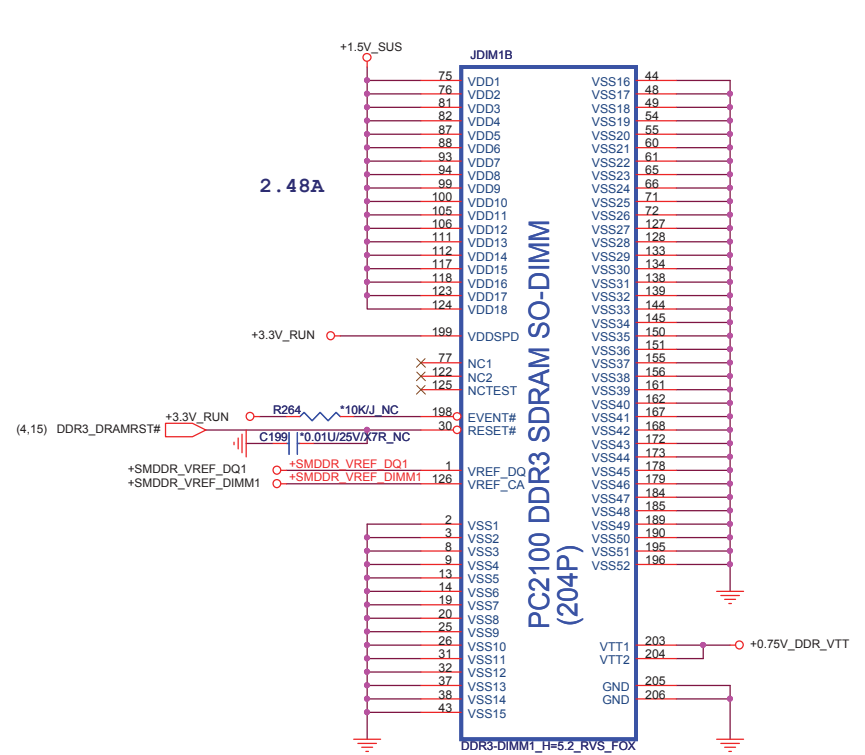 +1.5V_SUS
JDIM1B
75 VDD1 VSS16 44
76 VDD2 VSS17 48
81 VDD3 VSS18 49
82 VDD4 VSS19 54
87 VDD5 VSS20 55
88 VDD6 VSS21 60
93 VDD7 VSS22 61
94 VDD8 VSS23 65
2.48A
99 VDD9 VSS24 66
100 VDD10 VSS25 71
105 VDD11 VSS26 72
106 VDD12 VSS27 127
111 VDD13 VSS28 128
112 VDD14 VSS29 133
117 VDD15 VSS30 134
118 VDD16 VSS31 138
123 VDD17 VSS32 139
124 VDD18 VSS33 144
VSS34 145
+3.3V_RUN 199 VDDSPD VSS35 150
VSS36 151
77 NC1 VSS37 155
122 NC2 VSS38 156
125 NCTEST VSS39 161
VSS40 162
+3.3V_RUN R264 *10K/J_NC 198 EVENT# VSS41 167
(4,15) DDR3_DRAMRST# 30 RESET# VSS42 168
C199 *0.01U/25V/X7R_NC VSS43 172
VSS44 173
+SMDDR_VREF_DQ1 +SMDDR_VREF_DQ1 1 VREF_DQ VSS45 178
+SMDDR_VREF_DIMM1 +SMDDR_VREF_DIMM1 126 VREF_CA VSS46 179
VSS47 184
VSS48 185
2 VSS1 VSS49 189
3 VSS2 VSS50 190
8 VSS3 VSS51 195
9 VSS4 VSS52 196
13 VSS5
14 VSS6
19 VSS7
20 VSS8
25 VSS9
26 VSS10 VTT1 203 +0.75V_DDR_VTT
31 VSS11 VTT2 204
32 VSS12
37 VSS13 GND 205
38 VSS14 GND 206
43 VSS15
PC2100 DDR3 SDRAM SO-DIMM
(204P)
DDR3-DIMM1_H=5.2_RVS_FOX